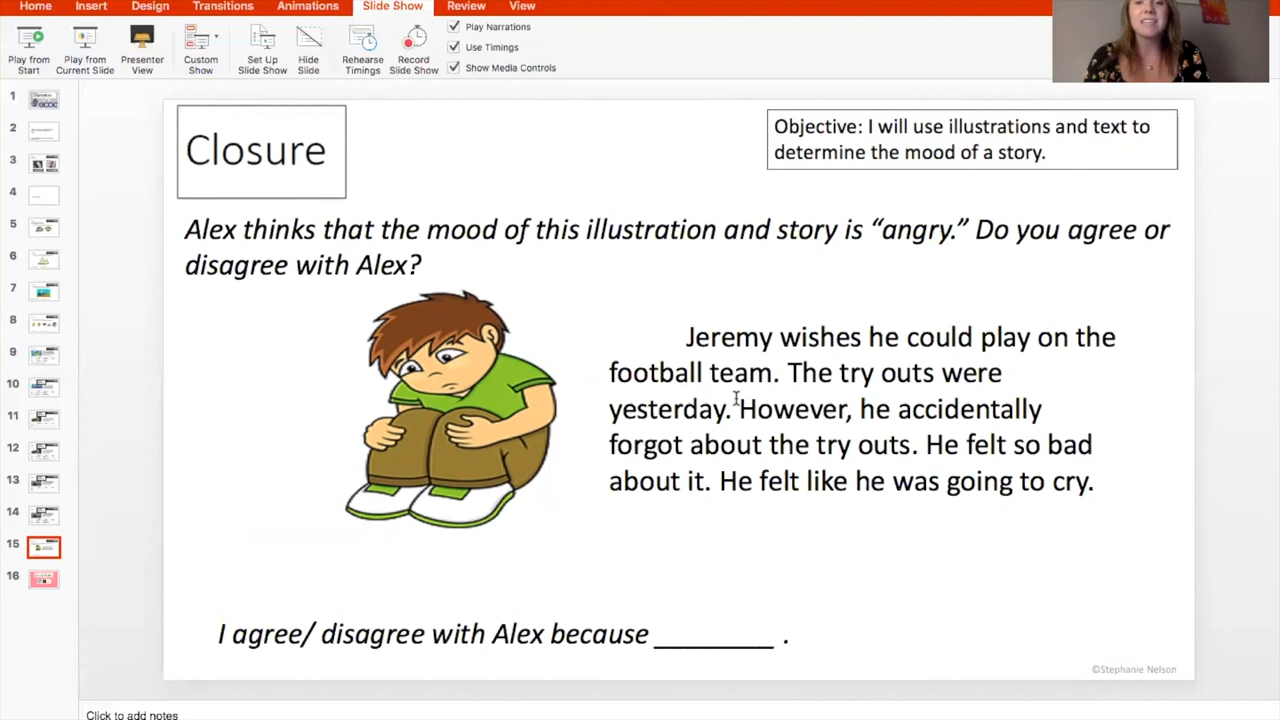 Home Insert Design Transitions Animations Slide Show Review View
Play from Start
Play from Current Slide
Presenter View
Custom Show
Set Up Slide Show
Hide Slide
Rehearse Timings
Record Slide Show
Play Narrations
Use Timings
Show Media Controls
1
2
3
4
5
6
7
8
9
10
11
12
13
14
15
16
Closure
Objective: I will use illustrations and text to
determine the mood of a story.
Alex thinks that the mood of this illustration and story is “angry.” Do you agree or
disagree with Alex?
Jeremy wishes he could play on the
football team. The try outs were
yesterday. However, he accidentally
forgot about the try outs. He felt so bad
about it. He felt like he was going to cry.
I agree/ disagree with Alex because ________ .
©Stephanie Nelson
Click to add notes